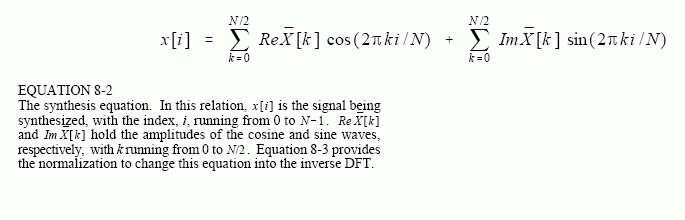 x[i] = N/2 ∑ k=0 ReX̄[k] cos(2πki/N) + N/2 ∑ k=0 ImX̄[k] sin(2πki/N)
EQUATION 8-2
The synthesis equation. In this relation, x[i] is the signal being
synthesized, with the index, i, running from 0 to N-1. ReX̄[k]
and ImX̄[k] hold the amplitudes of the cosine and sine waves,
respectively, with k running from 0 to N/2. Equation 8-3 provides
the normalization to change this equation into the inverse DFT.